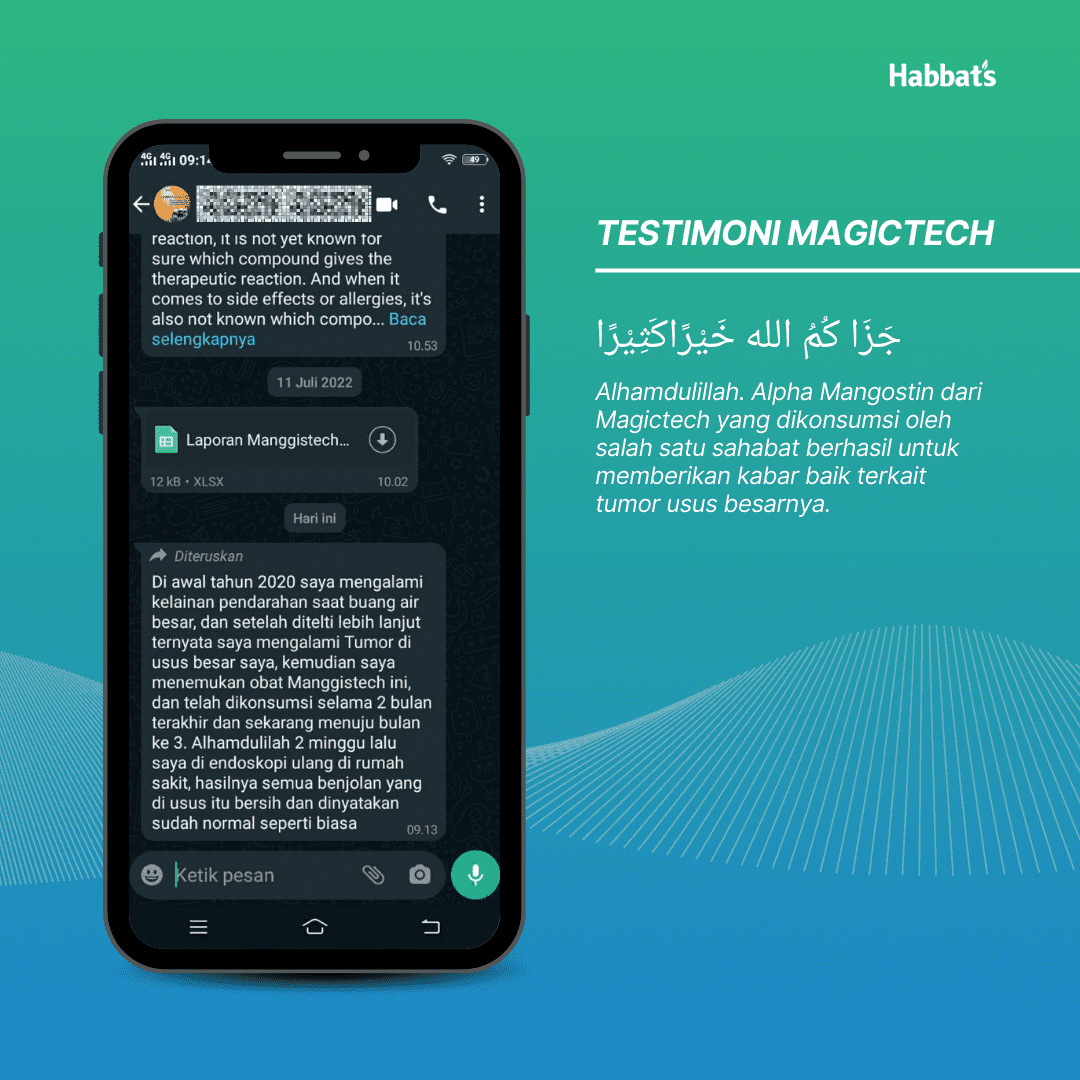 Habbat's
4G 4G 09:14
49
reaction, it is not yet known for
sure which compound gives the
therapeutic reaction. And when it
comes to side effects or allergies, it's
also not known which compo... Baca
selengkapnya
10.53
11 Juli 2022
Laporan Manggistech...
12 kB • XLSX
10.02
Hari ini
Diteruskan
Di awal tahun 2020 saya mengalami
kelainan pendarahan saat buang air
besar, dan setelah ditelti lebih lanjut
ternyata saya mengalami Tumor di
usus besar saya, kemudian saya
menemukan obat Manggistech ini,
dan telah dikonsumsi selama 2 bulan
terakhir dan sekarang menuju bulan
ke 3. Alhamdulilah 2 minggu lalu
saya di endoskopi ulang di rumah
sakit, hasilnya semua benjolan yang
di usus itu bersih dan dinyatakan
sudah normal seperti biasa
09.13
Ketik pesan
TESTIMONI MAGICTECH
جَزَا كُمُ الله خَيْرًاكَثِيْرًا
Alhamdulillah. Alpha Mangostin dari
Magictech yang dikonsumsi oleh
salah satu sahabat berhasil untuk
memberikan kabar baik terkait
tumor usus besarnya.